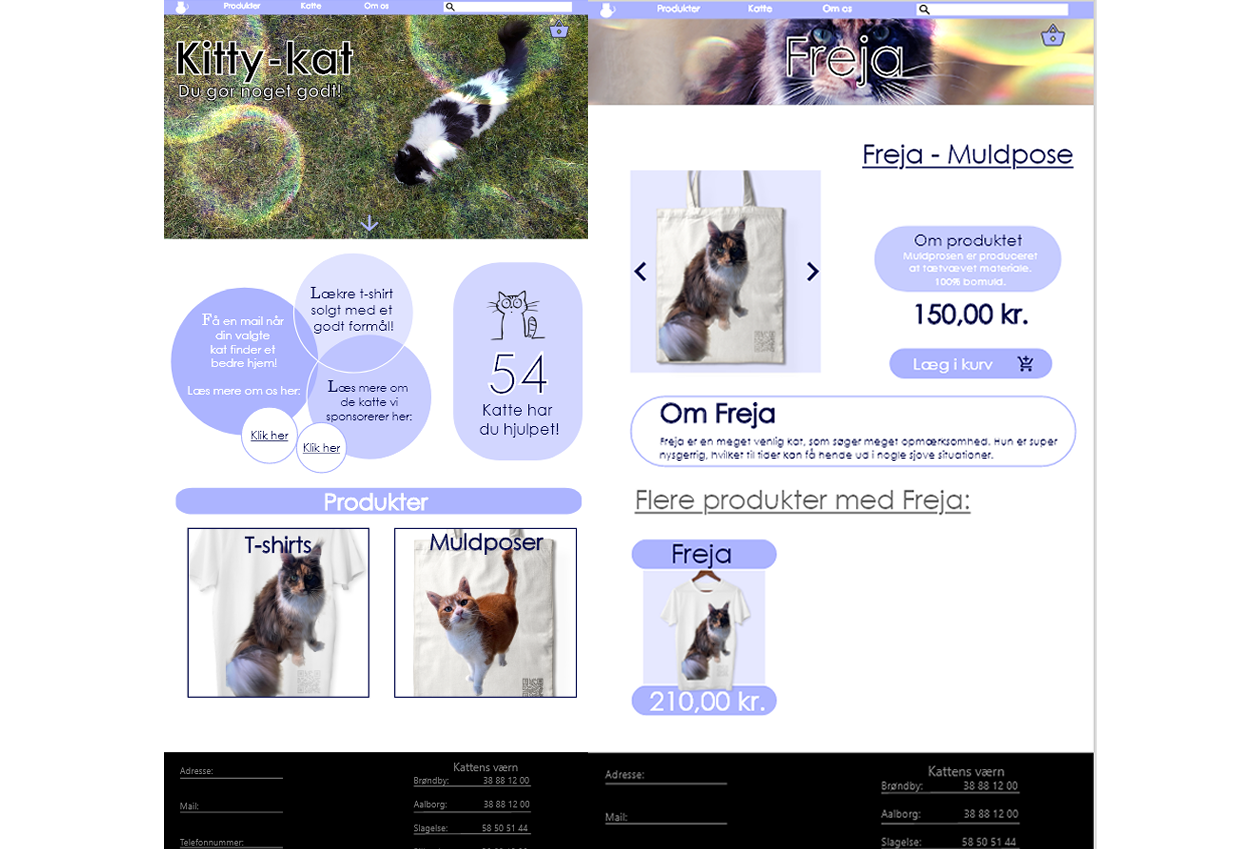 Produkter Katte Om os
Kitty-kat
Du gør noget godt!
Få en mail når
din valgte
kat finder et
bedre hjem!
Læs mere om os her:
Klik her
Lækre t-shirt
solgt med et
godt formål!
Læs mere om
de katte vi
sponsorerer her:
Klik her
54
Katte har
du hjulpet!
Produkter
T-shirts
Muldposer
Adresse:
Mail:
Telefonnummer:
Kattens værn
Brøndby: 38 88 12 00
Aalborg: 38 88 12 00
Slagelse: 58 50 51 44
Produkter Katte Om os
Freja
Freja - Muldpose
Om produktet
Muldprosen er produceret
at tætvævet materiale.
100% bomuld.
150,00 kr.
Læg i kurv
Om Freja
Freja er en meget venlig kat, som søger meget opmærksomhed. Hun er super
nysgerrig, hvilket til tider kan få hende ud i nogle sjove situationer.
Flere produkter med Freja:
Freja
210,00 kr.
Adresse:
Mail:
Kattens værn
Brøndby: 38 88 12 00
Aalborg: 38 88 12 00
Slagelse: 58 50 51 44